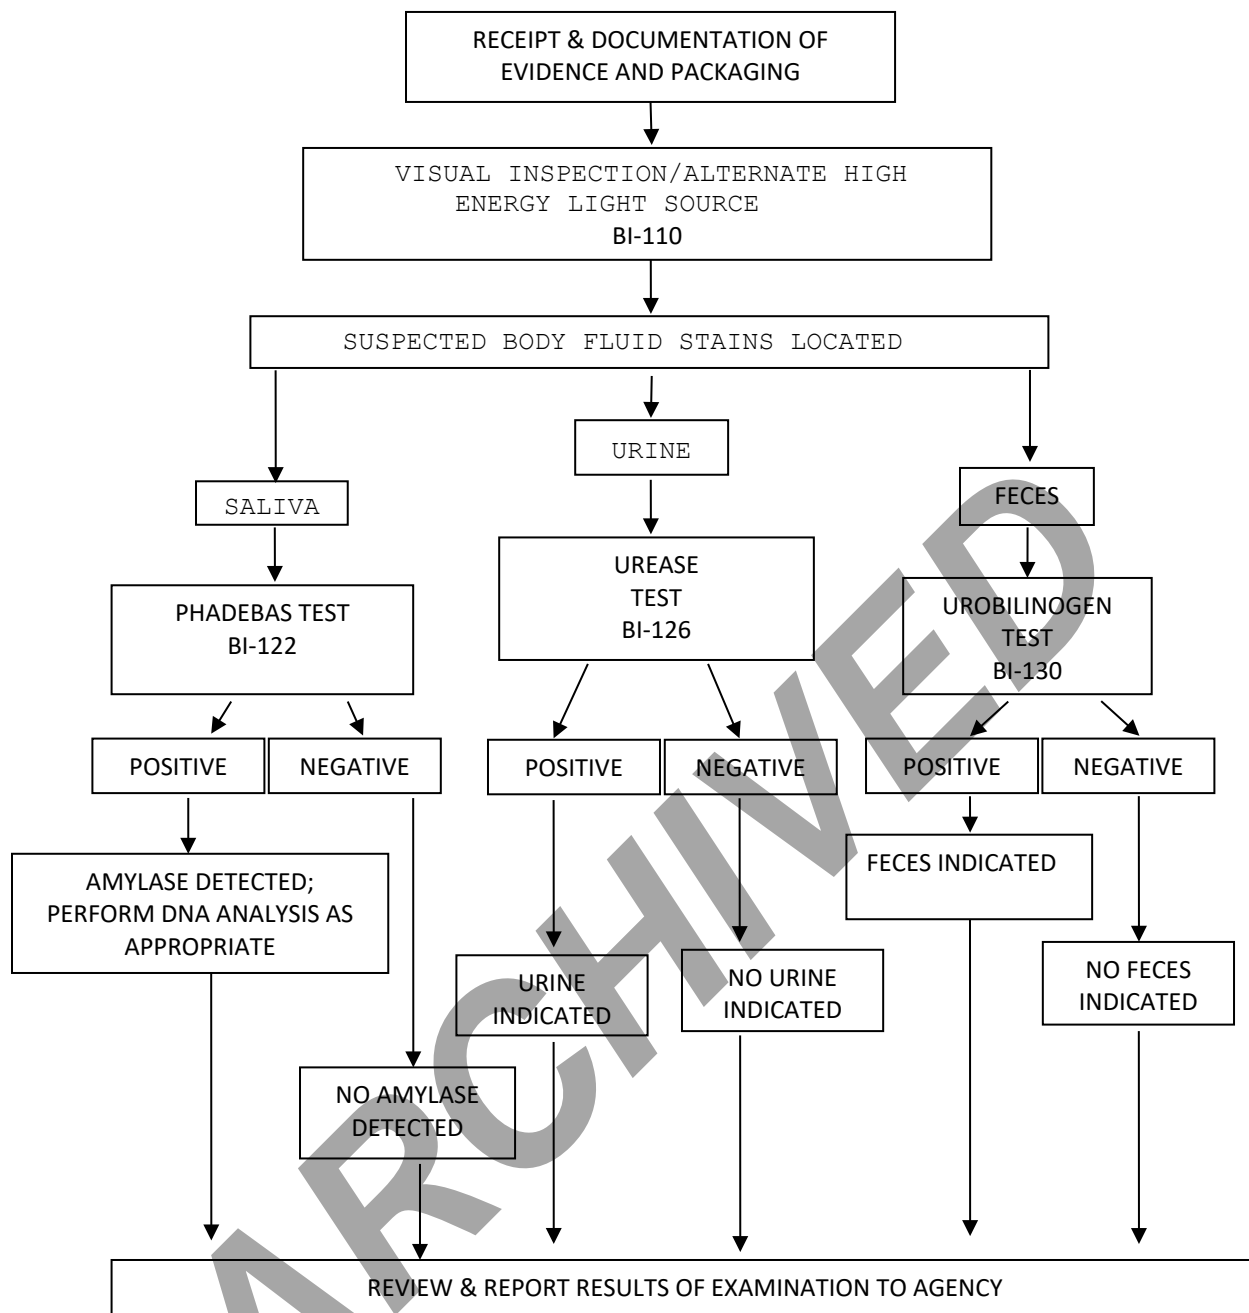 RECEIPT & DOCUMENTATION OF
EVIDENCE AND PACKAGING
VISUAL INSPECTION/ALTERNATE HIGH
ENERGY LIGHT SOURCE
BI-110
SUSPECTED BODY FLUID STAINS LOCATED
SALIVA
URINE
FECES
PHADEBAS TEST
BI-122
UREASE
TEST
BI-126
UROBILINOGEN
TEST
BI-130
POSITIVE
NEGATIVE
POSITIVE
NEGATIVE
POSITIVE
NEGATIVE
AMYLASE DETECTED;
PERFORM DNA ANALYSIS AS
APPROPRIATE
NO AMYLASE
DETECTED
URINE
INDICATED
NO URINE
INDICATED
FECES INDICATED
NO FECES
INDICATED
REVIEW & REPORT RESULTS OF EXAMINATION TO AGENCY
ARCHIVED